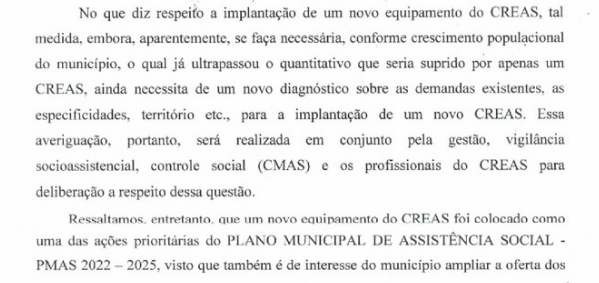 No que diz respeito a implantação de um novo equipamento do CREAS, tal
medida, embora, aparentemente, se faça necessária, conforme crescimento populacional
do município, o qual já ultrapassou o quantitativo que seria suprido por apenas um
CREAS, ainda necessita de um novo diagnóstico sobre as demandas existentes, as
especificidades, território etc., para a implantação de um novo CREAS. Essa
averiguação, portanto, será realizada em conjunto pela gestão, vigilância
socioassistencial, controle social (CMAS) e os profissionais do CREAS para
deliberação a respeito dessa questão.
Ressaltamos, entretanto, que um novo equipamento do CREAS foi colocado como
uma das ações prioritárias do PLANO MUNICIPAL DE ASSISTÊNCIA SOCIAL -
PMAS 2022 – 2025, visto que também é de interesse do município ampliar a oferta dos